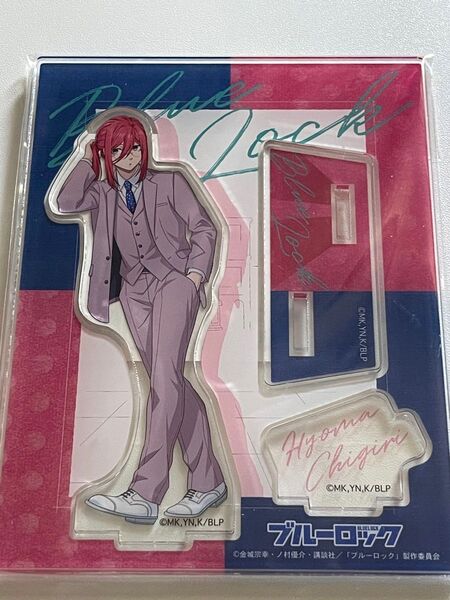 Blue
Lock
Blue
Lock
©MK,YN,K/BLP
Hyoma
Chigiri
©MK,YN,K/BLP
©MK,YN,K/BLP
ブルーロック
BLUELOCK
©金城宗幸・ノ村優介・講談社／「ブルーロック」製作委員会